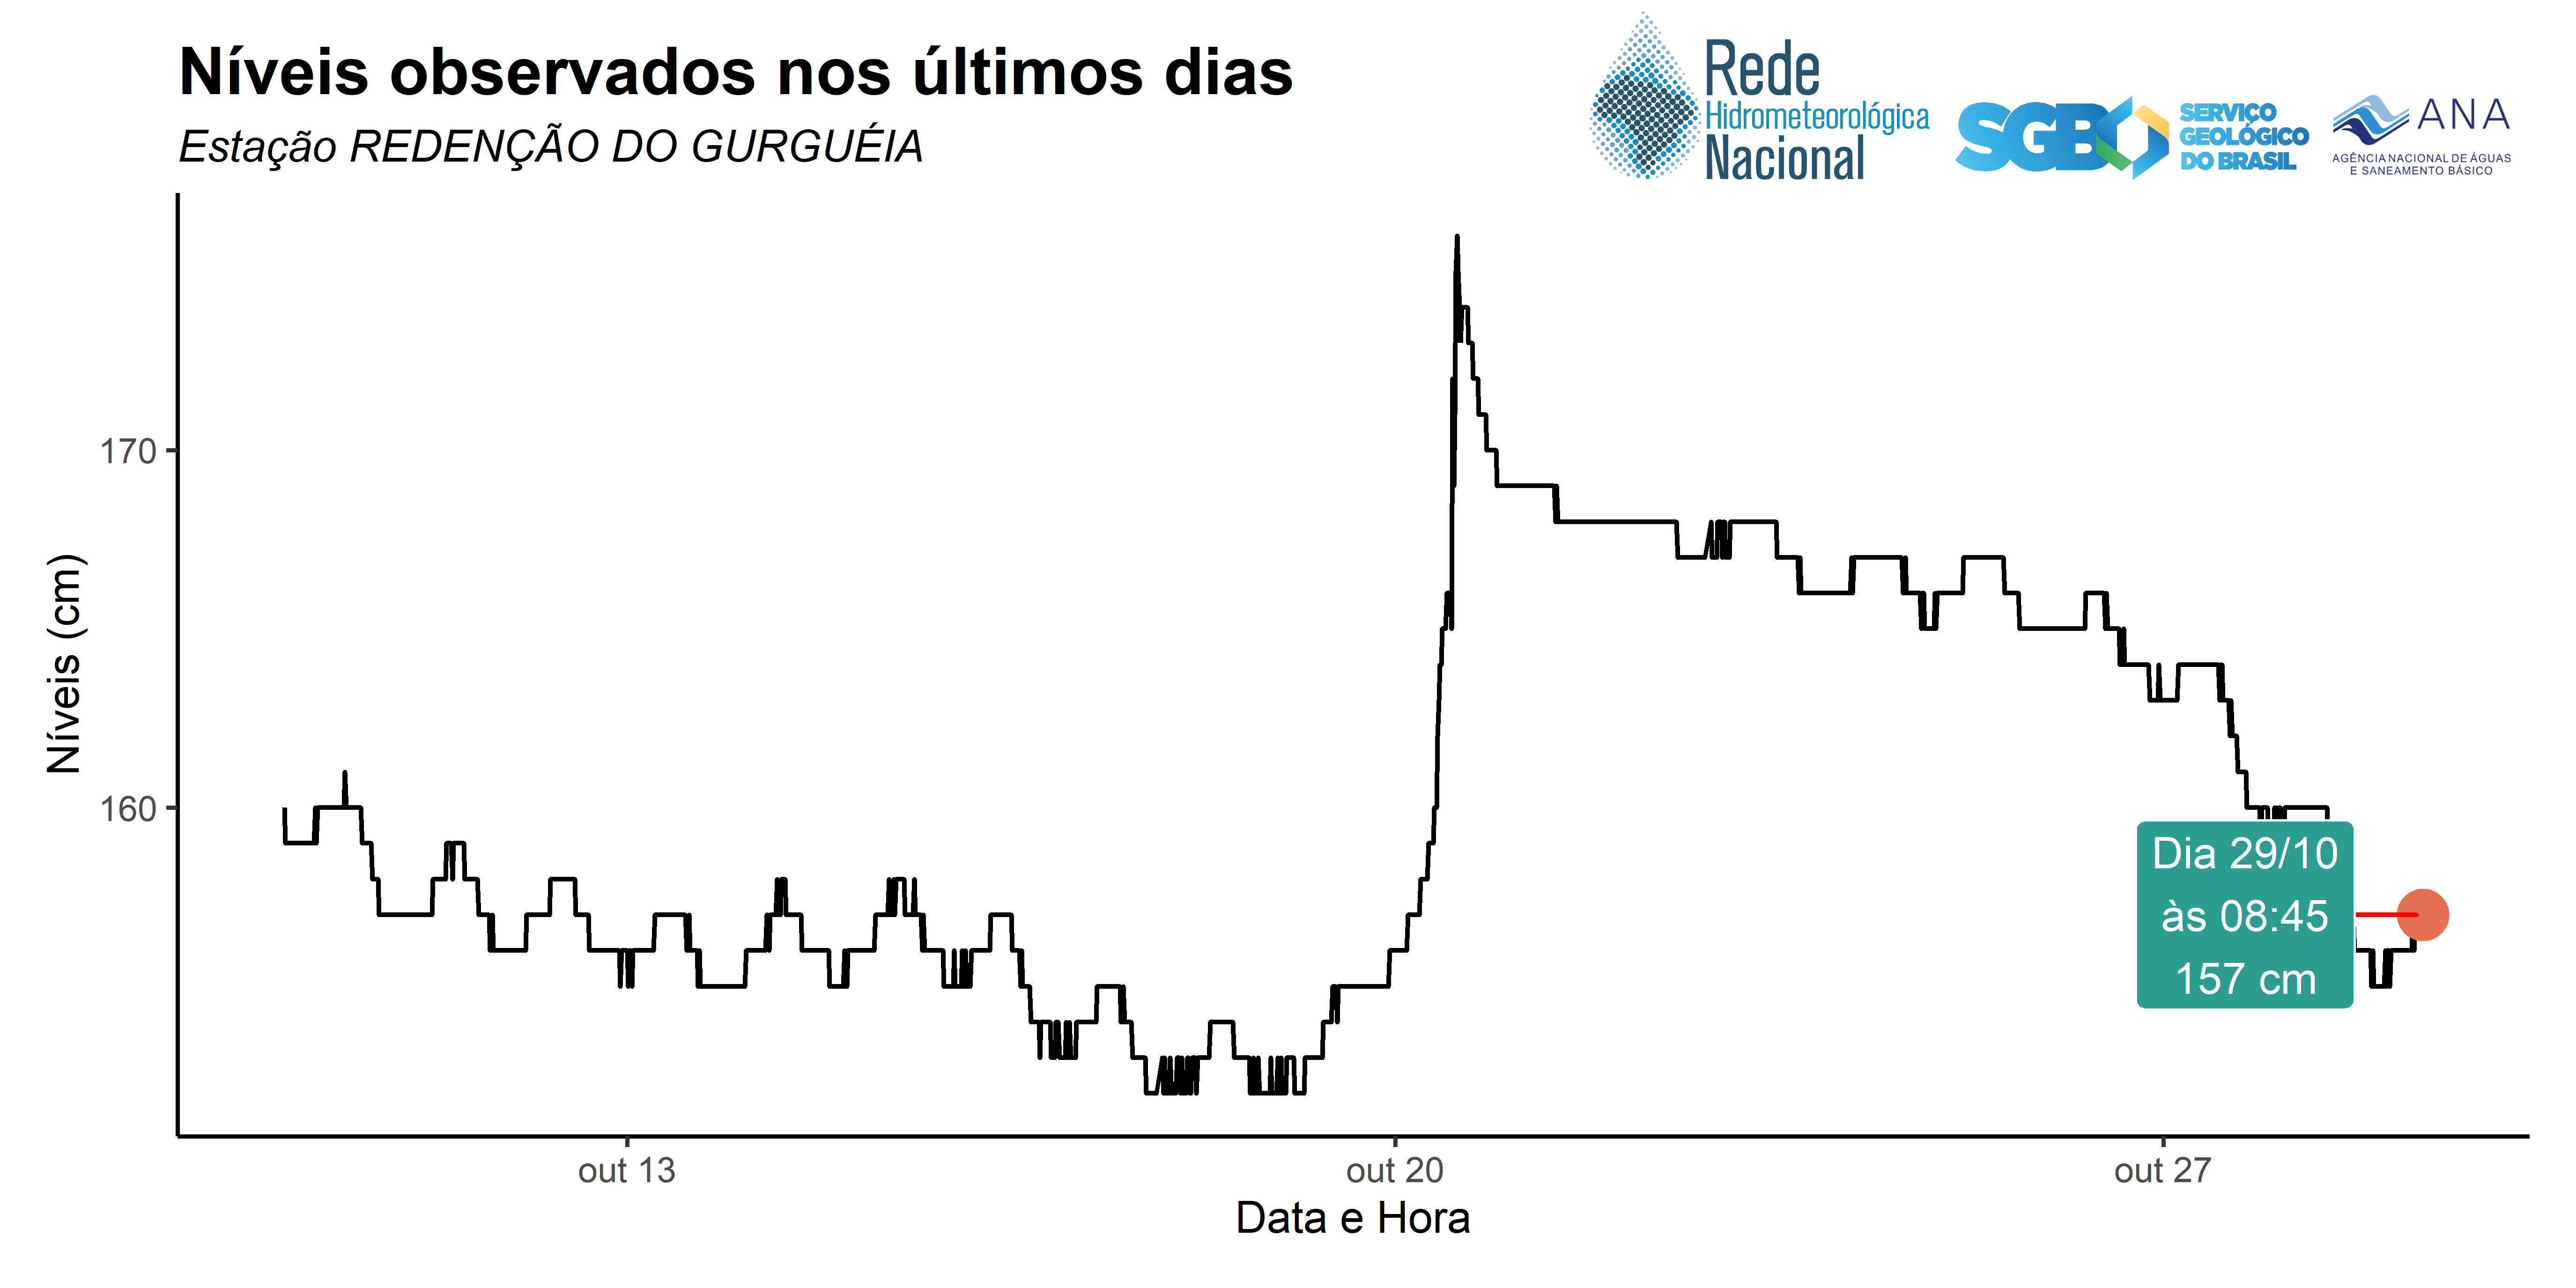 Níveis observados nos últimos dias
Estação REDENÇÃO DO GURGUÉIA
Rede
Hidrometeorológica
Nacional
SGB
SERVIÇO
GEOLÓGICO
DO BRASIL
ANA
AGÊNCIA NACIONAL DE ÁGUAS
E SANEAMENTO BÁSICO
Níveis (cm)
170
160
Dia 29/10
às 08:45
157 cm
out 13
out 20
out 27
Data e Hora